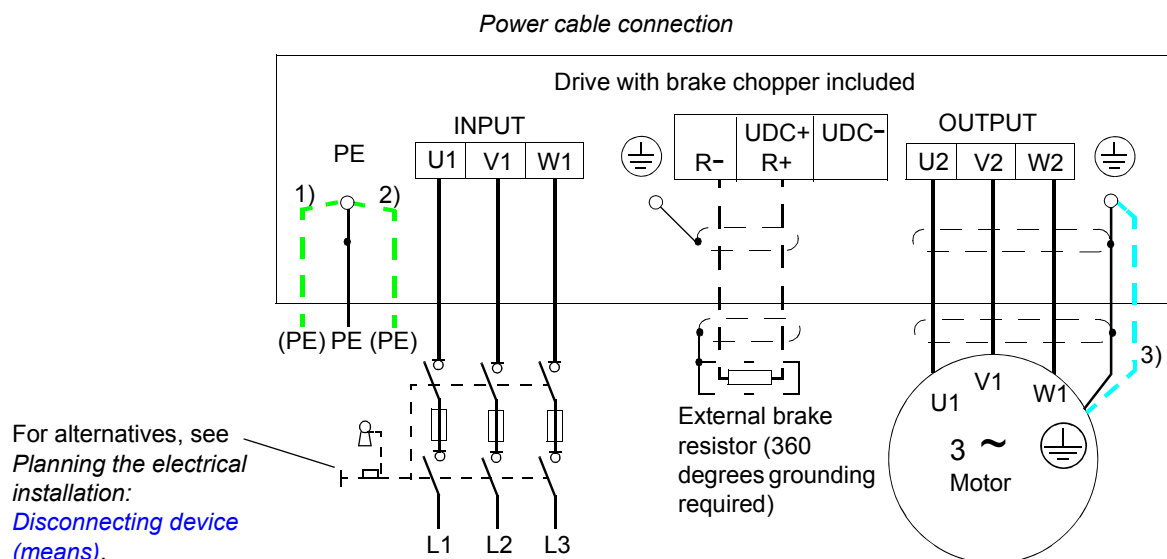 Power cable connection
Drive with brake chopper included
INPUT
OUTPUT
PE
U1 V1 W1
UDC+ UDC-
R- R+
U2 V2 W2
1) 2)
(PE) PE (PE)
3)
U1 V1 W1
3 ~
Motor
External brake
resistor (360
degrees grounding
required)
For alternatives, see
Planning the electrical
installation:
Disconnecting device
(means).
L1 L2 L3